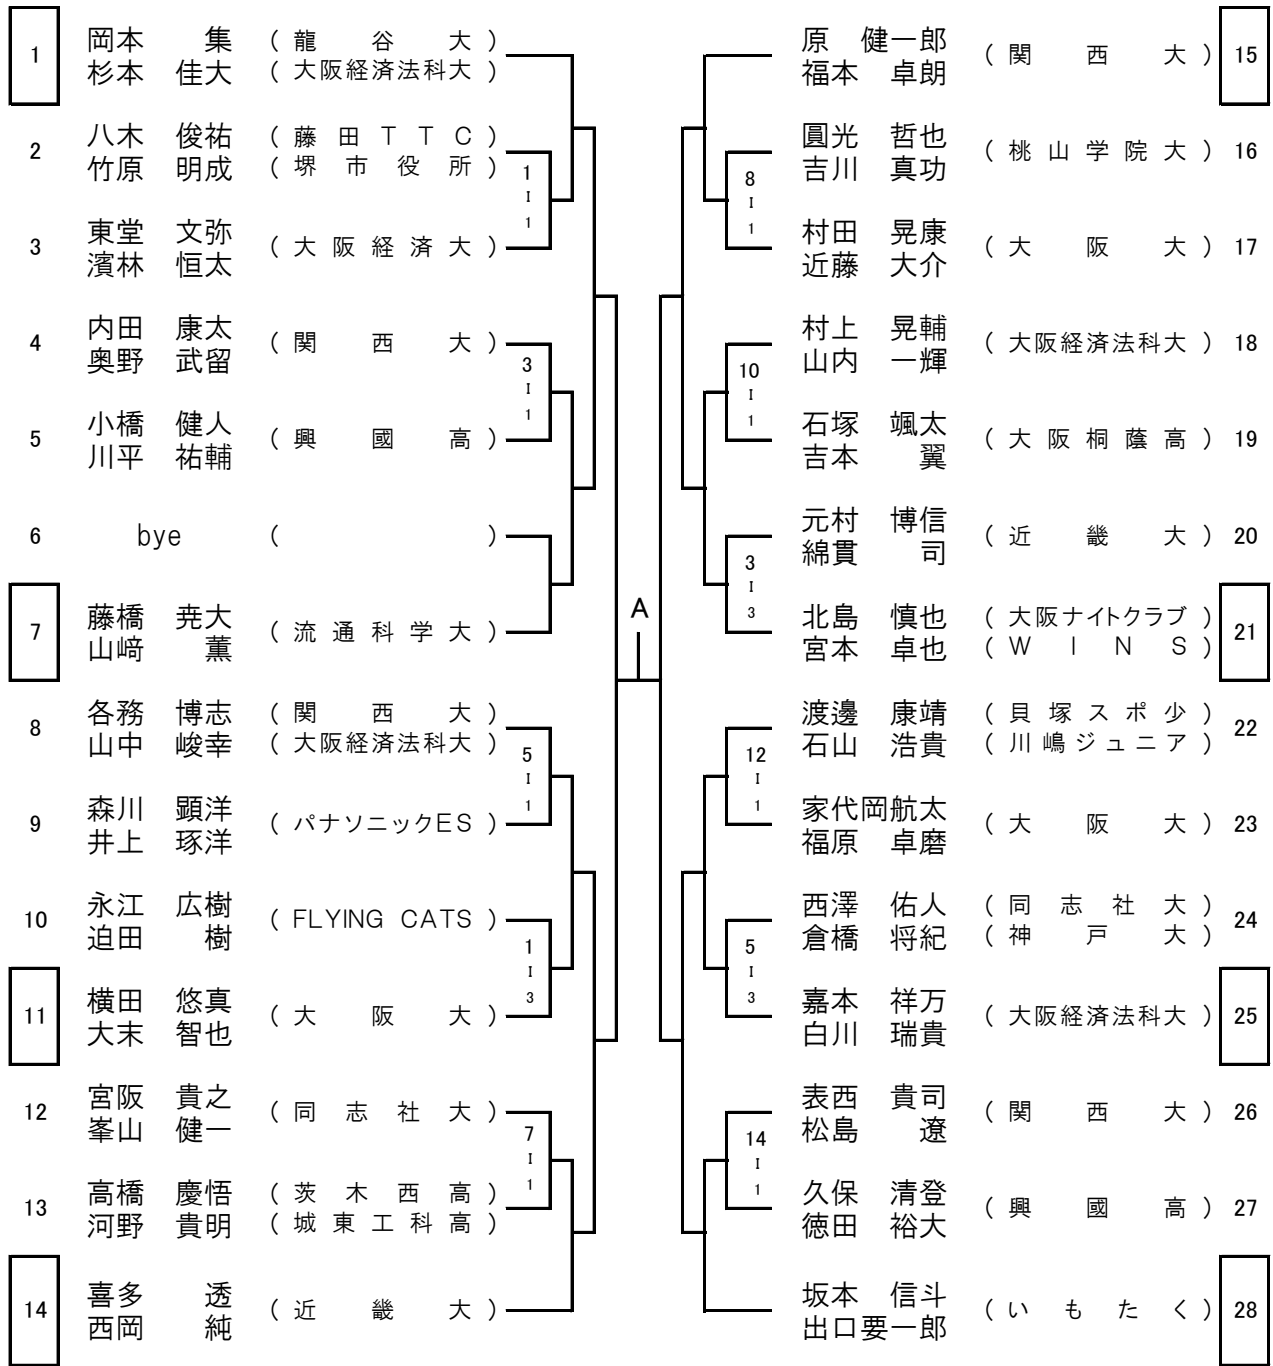 1 岡本 集 (龍谷大)
杉本 佳大 (大阪経済法科大)
2 八木 俊祐 (藤田TTC)
竹原 明成 (堺市役所)
1
I
1
3 東堂 文弥
濱林 恒太 (大阪経済大)
4 内田 康太
奥野 武留 (関西大)
3
I
1
5 小橋 健人
川平 祐輔 (興國高)
6 bye ( )
7 藤橋 尭大
山﨑 薫 (流通科学大)
8 各務 博志 (関西大)
山中 峻幸 (大阪経済法科大)
5
I
1
9 森川 顕洋
井上 琢洋 (パナソニックES)
10 永江 広樹
迫田 樹 (FLYING CATS)
1
I
3
11 横田 悠真
大末 智也 (大阪大)
12 宮阪 貴之
峯山 健一 (同志社大)
7
I
1
13 高橋 慶悟 (茨木西高)
河野 貴明 (城東工科高)
14 喜多 透
西岡 純 (近畿大)
A
原 健一郎
福本 卓朗 (関西大) 15
圓光 哲也
吉川 真功 (桃山学院大) 16
8
I
1
村田 晃康
近藤 大介 (大阪大) 17
村上 晃輔
山内 一輝 (大阪経済法科大) 18
10
I
1
石塚 颯太
吉本 翼 (大阪桐蔭高) 19
元村 博信
綿貫 司 (近畿大) 20
3
I
3
北島 慎也 (大阪ナイトクラブ)
宮本 卓也 (WINS) 21
渡邊 康靖 (貝塚スポ少)
石山 浩貴 (川嶋ジュニア) 22
12
I
1
家代岡航太
福原 卓磨 (大阪大) 23
西澤 佑人 (同志社大)
倉橋 将紀 (神戸大) 24
5
I
3
嘉本 祥万
白川 瑞貴 (大阪経済法科大) 25
表西 貴司
松島 遼 (関西大) 26
14
I
1
久保 清登
徳田 裕大 (興國高) 27
坂本 信斗
出口要一郎 (いもたく) 28